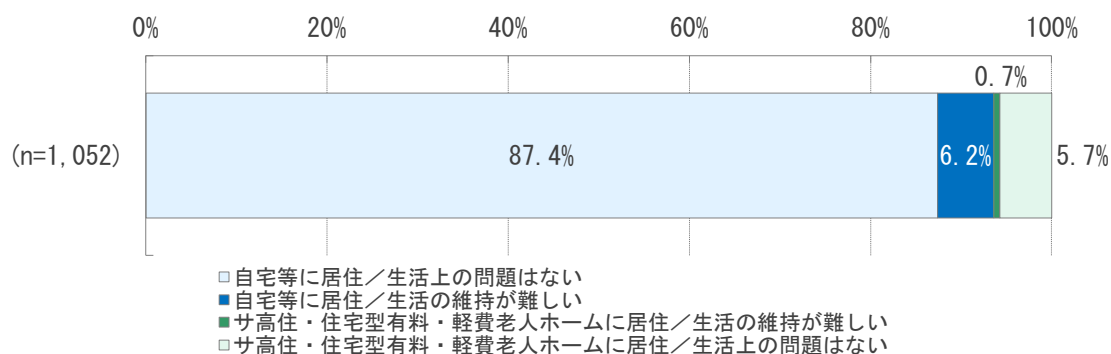 0% 20% 40% 60% 80% 100%
0.7%
(n=1,052) 87.4% 6.2% 5.7%
自宅等に居住／生活上の問題はない
自宅等に居住／生活の維持が難しい
サ高住・住宅型有料・軽費老人ホームに居住／生活の維持が難しい
サ高住・住宅型有料・軽費老人ホームに居住／生活上の問題はない